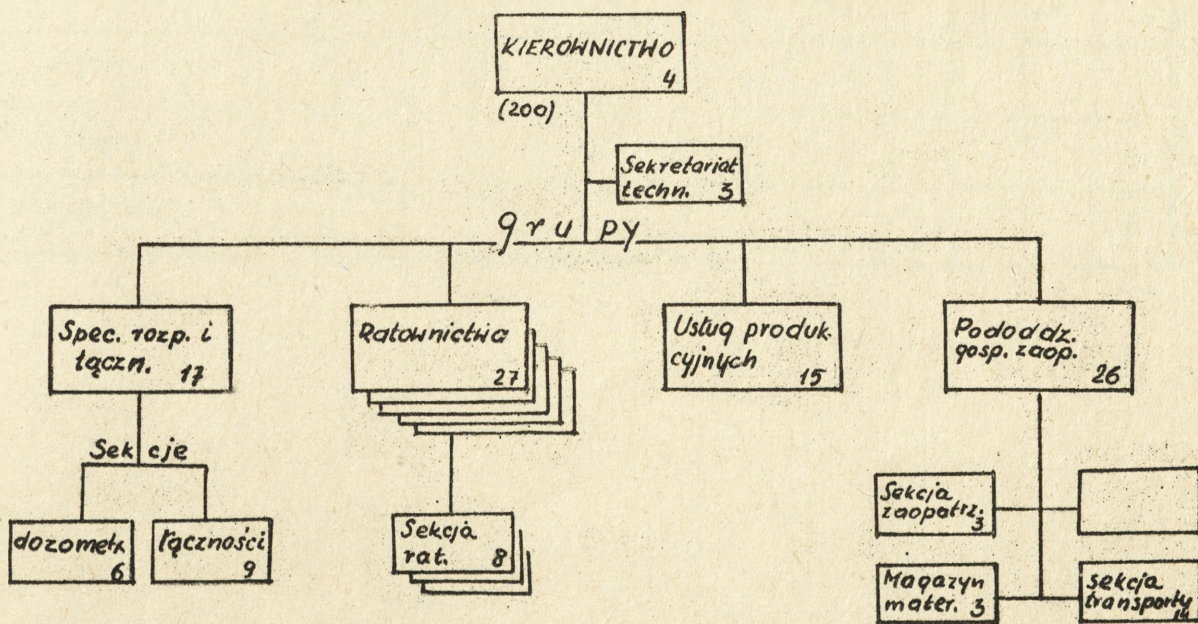 KIEROWNICTWO
4
(200)
Sekretariat
techn. 3
grupy
Spec. rozp. i
łączn. 17
Ratownictwa
27
Usług produk-
cyjnych 15
Pododdz.
gosp. zaop.
26
Sekcje
dozometr.
6
łączności
9
Sekcja
rat. 8
Sekcja
zaopatrz.
3
Magazyn
mater. 3
sekcja
transportu
14